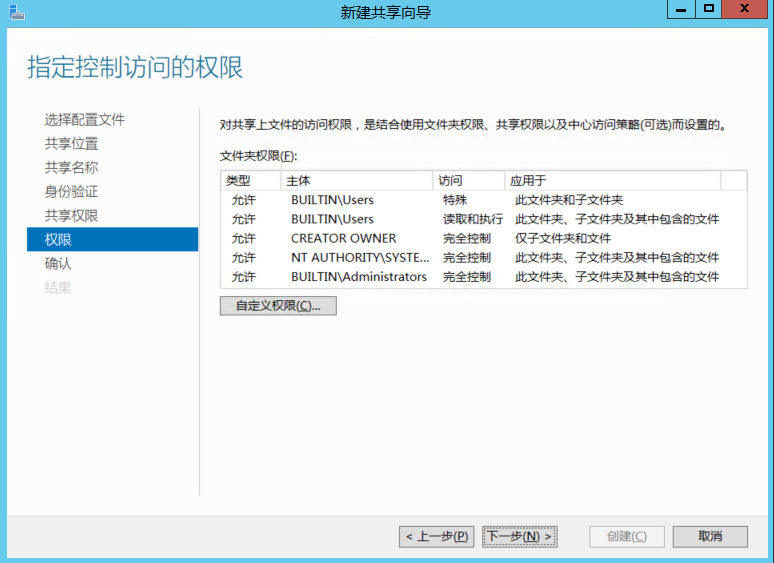 新建共享向导
指定控制访问的权限
选择配置文件
共享位置
共享名称
身份验证
共享权限
权限
确认
结果
对共享上文件的访问权限，是结合使用文件夹权限、共享权限以及中心访问策略(可选)而设置的。
文件夹权限(F):
类型 主体 访问 应用于
允许 BUILTIN\Users 特殊 此文件夹和子文件夹
允许 BUILTIN\Users 读取和执行 此文件夹、子文件夹及其中包含的文件
允许 CREATOR OWNER 完全控制 仅子文件夹和文件
允许 NT AUTHORITY\SYSTE... 完全控制 此文件夹、子文件夹及其中包含的文件
允许 BUILTIN\Administrators 完全控制 此文件夹、子文件夹及其中包含的文件
自定义权限(C)...
< 上一步(P) 下一步(N) > 创建(C) 取消